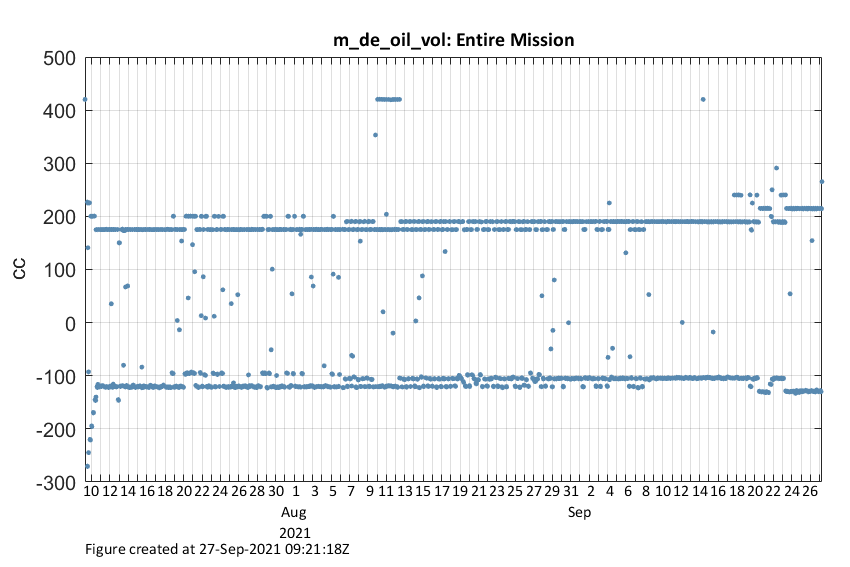 m_de_oil_vol: Entire Mission
500
400
300
200
100
0
-100
-200
-300
CC
10 12 14 16 18 20 22 24 26 28 30 1 3 5 7 9 11 13 15 17 19 21 23 25 27 29 31 2 4 6 8 10 12 14 16 18 20 22 24 26
Aug Sep
2021
Figure created at 27-Sep-2021 09:21:18Z